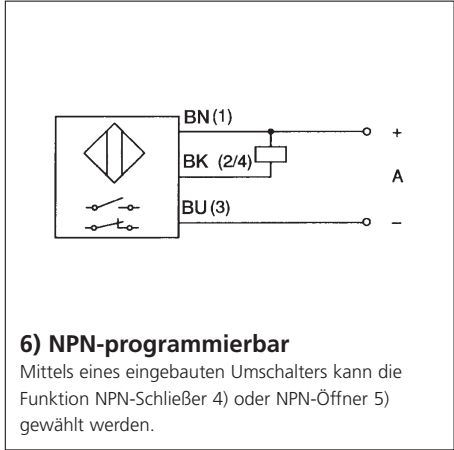 BN (1)
+
BK (2/4)
A
BU (3)
–
6) NPN-programmierbar
Mittels eines eingebauten Umschalters kann die
Funktion NPN-Schließer 4) oder NPN-Öffner 5)
gewählt werden.